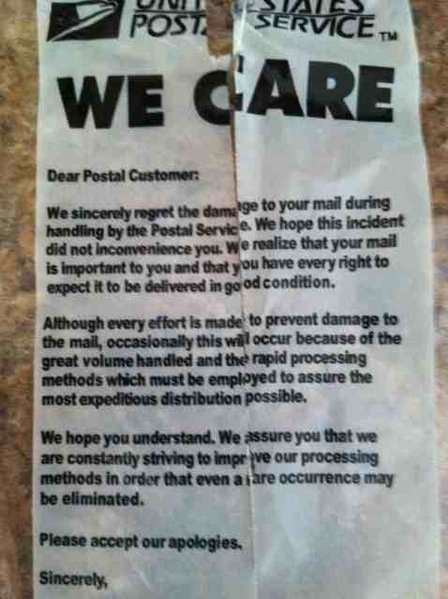 UNITED STATES
POSTAL SERVICE TM
WE CARE
Dear Postal Customer:
We sincerely regret the damage to your mail during
handling by the Postal Service. We hope this incident
did not inconvenience you. We realize that your mail
is important to you and that you have every right to
expect it to be delivered in good condition.
Although every effort is made to prevent damage to
the mail, occasionally this will occur because of the
great volume handled and the rapid processing
methods which must be employed to assure the
most expeditious distribution possible.
We hope you understand. We assure you that we
are constantly striving to improve our processing
methods in order that even a rare occurrence may
be eliminated.
Please accept our apologies.
Sincerely,